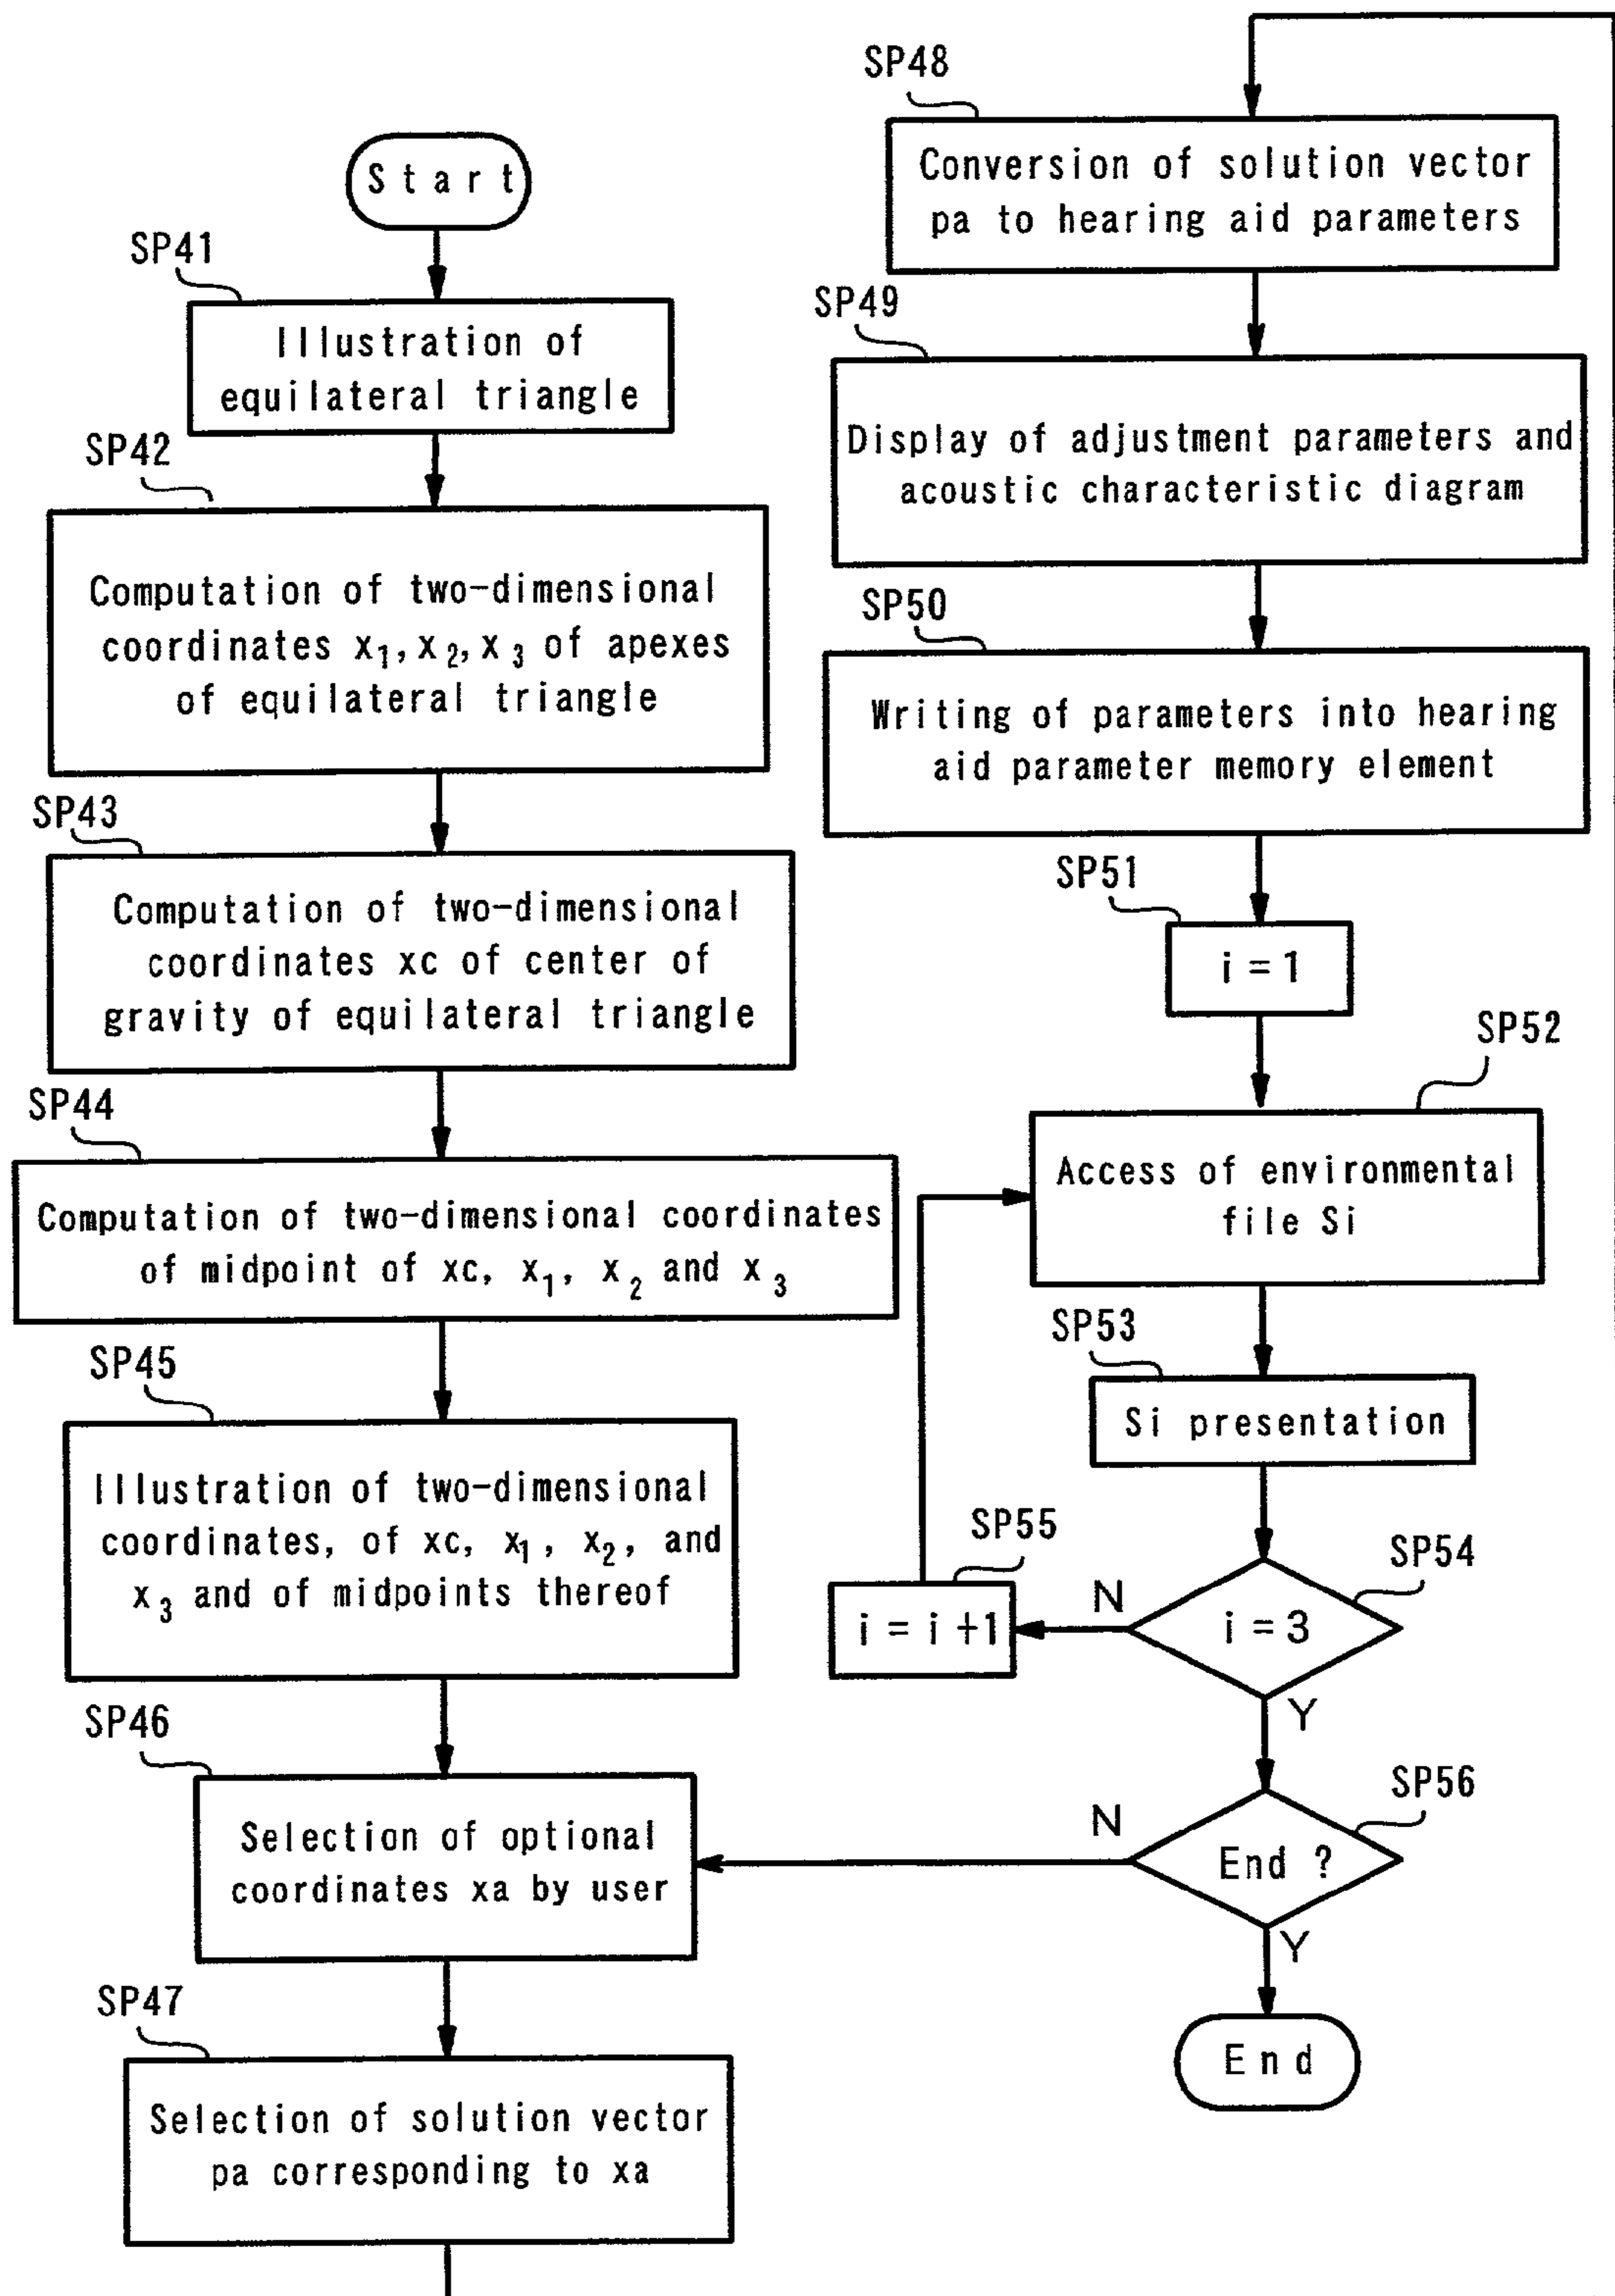 Start
SP41
Illustration of
equilateral triangle
SP42
Computation of two-dimensional
coordinates x₁, x₂, x₃ of apexes
of equilateral triangle
SP43
Computation of two-dimensional
coordinates xc of center of
gravity of equilateral triangle
SP44
Computation of two-dimensional coordinates
of midpoint of xc, x₁, x₂ and x₃
SP45
Illustration of two-dimensional
coordinates, of xc, x₁, x₂, and
x₃ and of midpoints thereof
SP46
Selection of optional
coordinates xa by user
SP47
Selection of solution vector
pa corresponding to xa
SP48
Conversion of solution vector
pa to hearing aid parameters
SP49
Display of adjustment parameters and
acoustic characteristic diagram
SP50
Writing of parameters into hearing
aid parameter memory element
SP51
i = 1
SP52
Access of environmental
file Si
SP53
Si presentation
SP54
i = 3
N
Y
SP55
i = i +1
SP56
End ?
N
Y
End